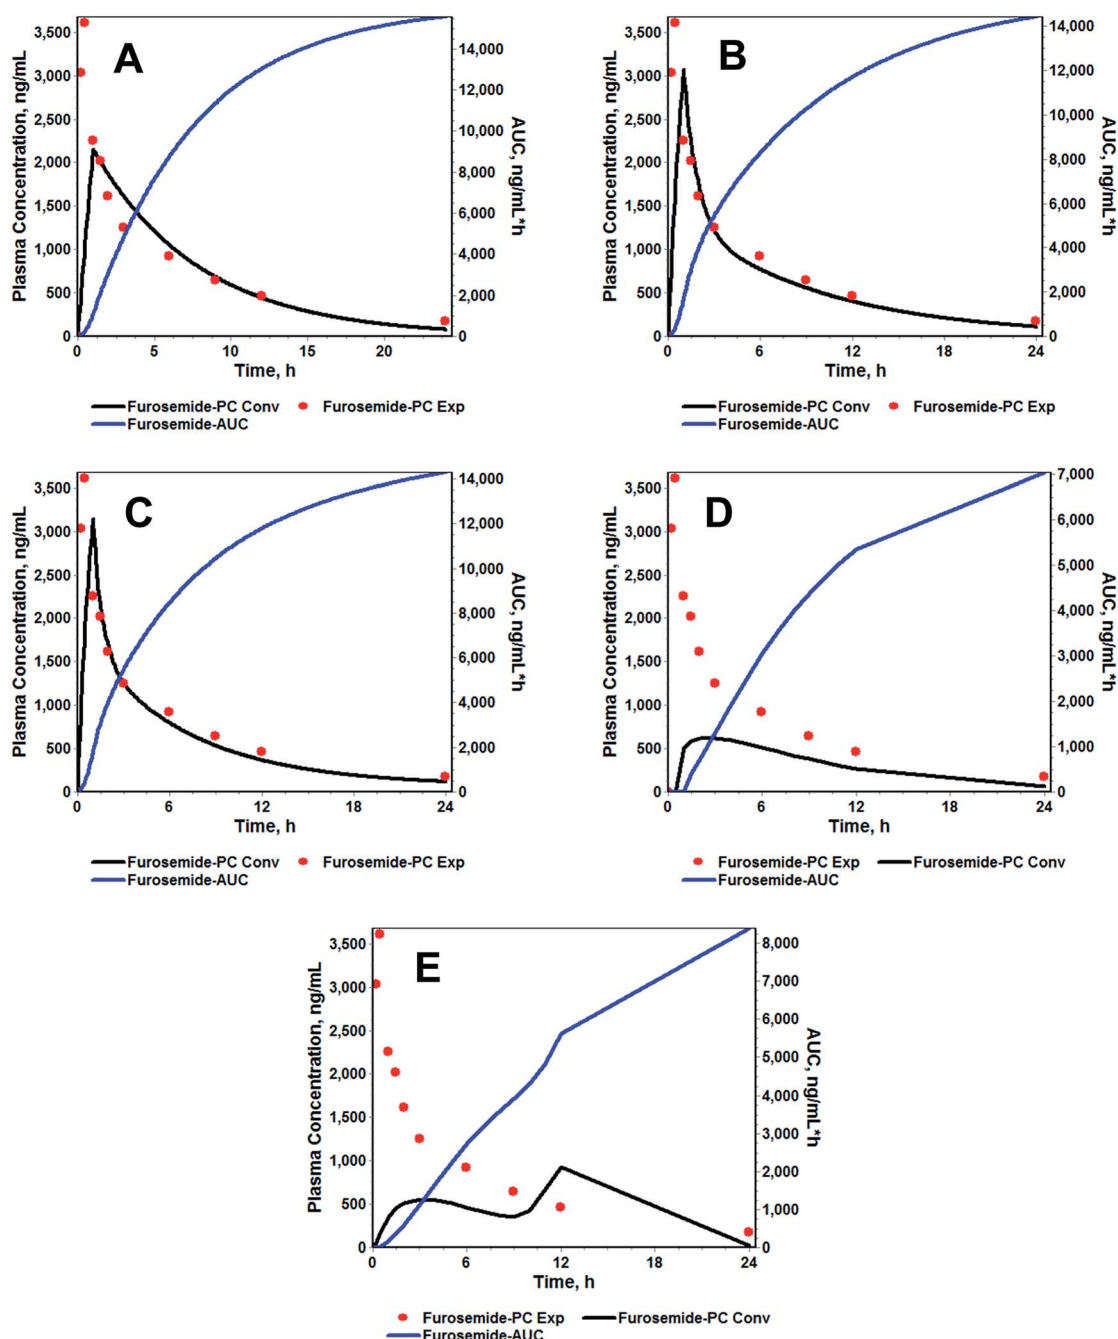 A
Plasma Concentration, ng/mL
3,500
3,000
2,500
2,000
1,500
1,000
500
0
14,000
12,000
10,000
8,000
6,000
4,000
2,000
0
AUC, ng/mL*h
0 5 10 15 20
Time, h
Furosemide-PC Conv Furosemide-PC Exp
Furosemide-AUC
B
Plasma Concentration, ng/mL
3,500
3,000
2,500
2,000
1,500
1,000
500
0
14,000
12,000
10,000
8,000
6,000
4,000
2,000
0
AUC, ng/mL*h
0 6 12 18 24
Time, h
Furosemide-PC Conv Furosemide-PC Exp
Furosemide-AUC
C
Plasma Concentration, ng/mL
3,500
3,000
2,500
2,000
1,500
1,000
500
0
14,000
12,000
10,000
8,000
6,000
4,000
2,000
0
AUC, ng/mL*h
0 6 12 18 24
Time, h
Furosemide-PC Conv Furosemide-PC Exp
Furosemide-AUC
D
Plasma Concentration, ng/mL
3,500
3,000
2,500
2,000
1,500
1,000
500
0
7,000
6,000
5,000
4,000
3,000
2,000
1,000
0
AUC, ng/mL*h
0 6 12 18 24
Time, h
Furosemide-PC Exp Furosemide-PC Conv
Furosemide-AUC
E
Plasma Concentration, ng/mL
3,500
3,000
2,500
2,000
1,500
1,000
500
0
8,000
7,000
6,000
5,000
4,000
3,000
2,000
1,000
0
AUC, ng/mL*h
0 6 12 18 24
Time, h
Furosemide-PC Exp Furosemide-PC Conv
Furosemide-AUC